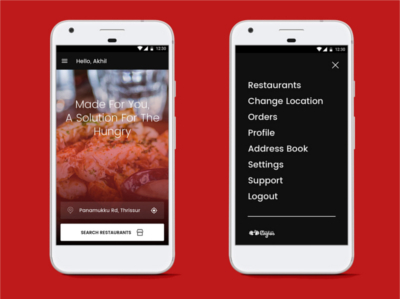 12:30
Hello, Akhil
Made For You,
A Solution For The
Hungry
Panamukku Rd, Thrissur
SEARCH RESTAURANTS
12:30
Restaurants
Change Location
Orders
Profile
Address Book
Settings
Support
Logout